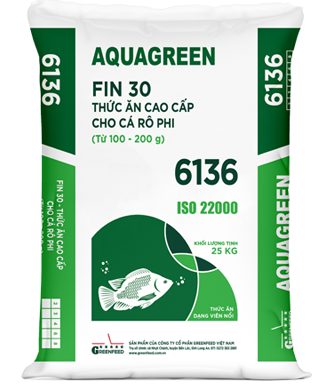 AQUAGREEN
6136
FIN 30
THỨC ĂN CAO CẤP
CHO CÁ RÔ PHI
(Từ 100 - 200 g)
6136
ISO 22000
FIN 30 - THỨC ĂN CAO CẤP
CHO CÁ RÔ PHI
KHỐI LƯỢNG TỊNH
25 KG
THỨC ĂN
DẠNG VIÊN NỔI
GREENFEED
SẢN PHẨM CỦA CÔNG TY CỔ PHẦN GREENFEED VIỆT NAM
6136